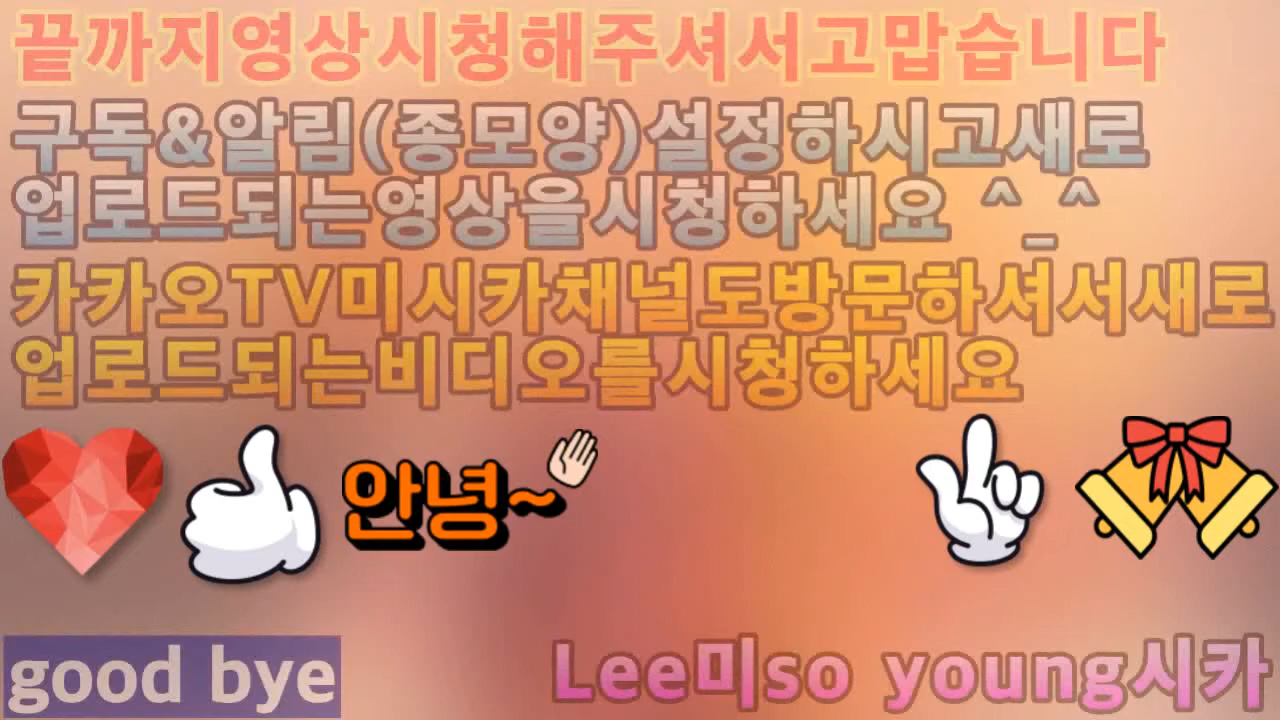 끝까지영상시청해주셔서고맙습니다
구독&알림(종모양)설정하시고새로
업로드되는영상을시청하세요 ^_^
카카오TV미시카채널도방문하셔서새로
업로드되는비디오를시청하세요
안녕~
good bye
Lee미so young시카